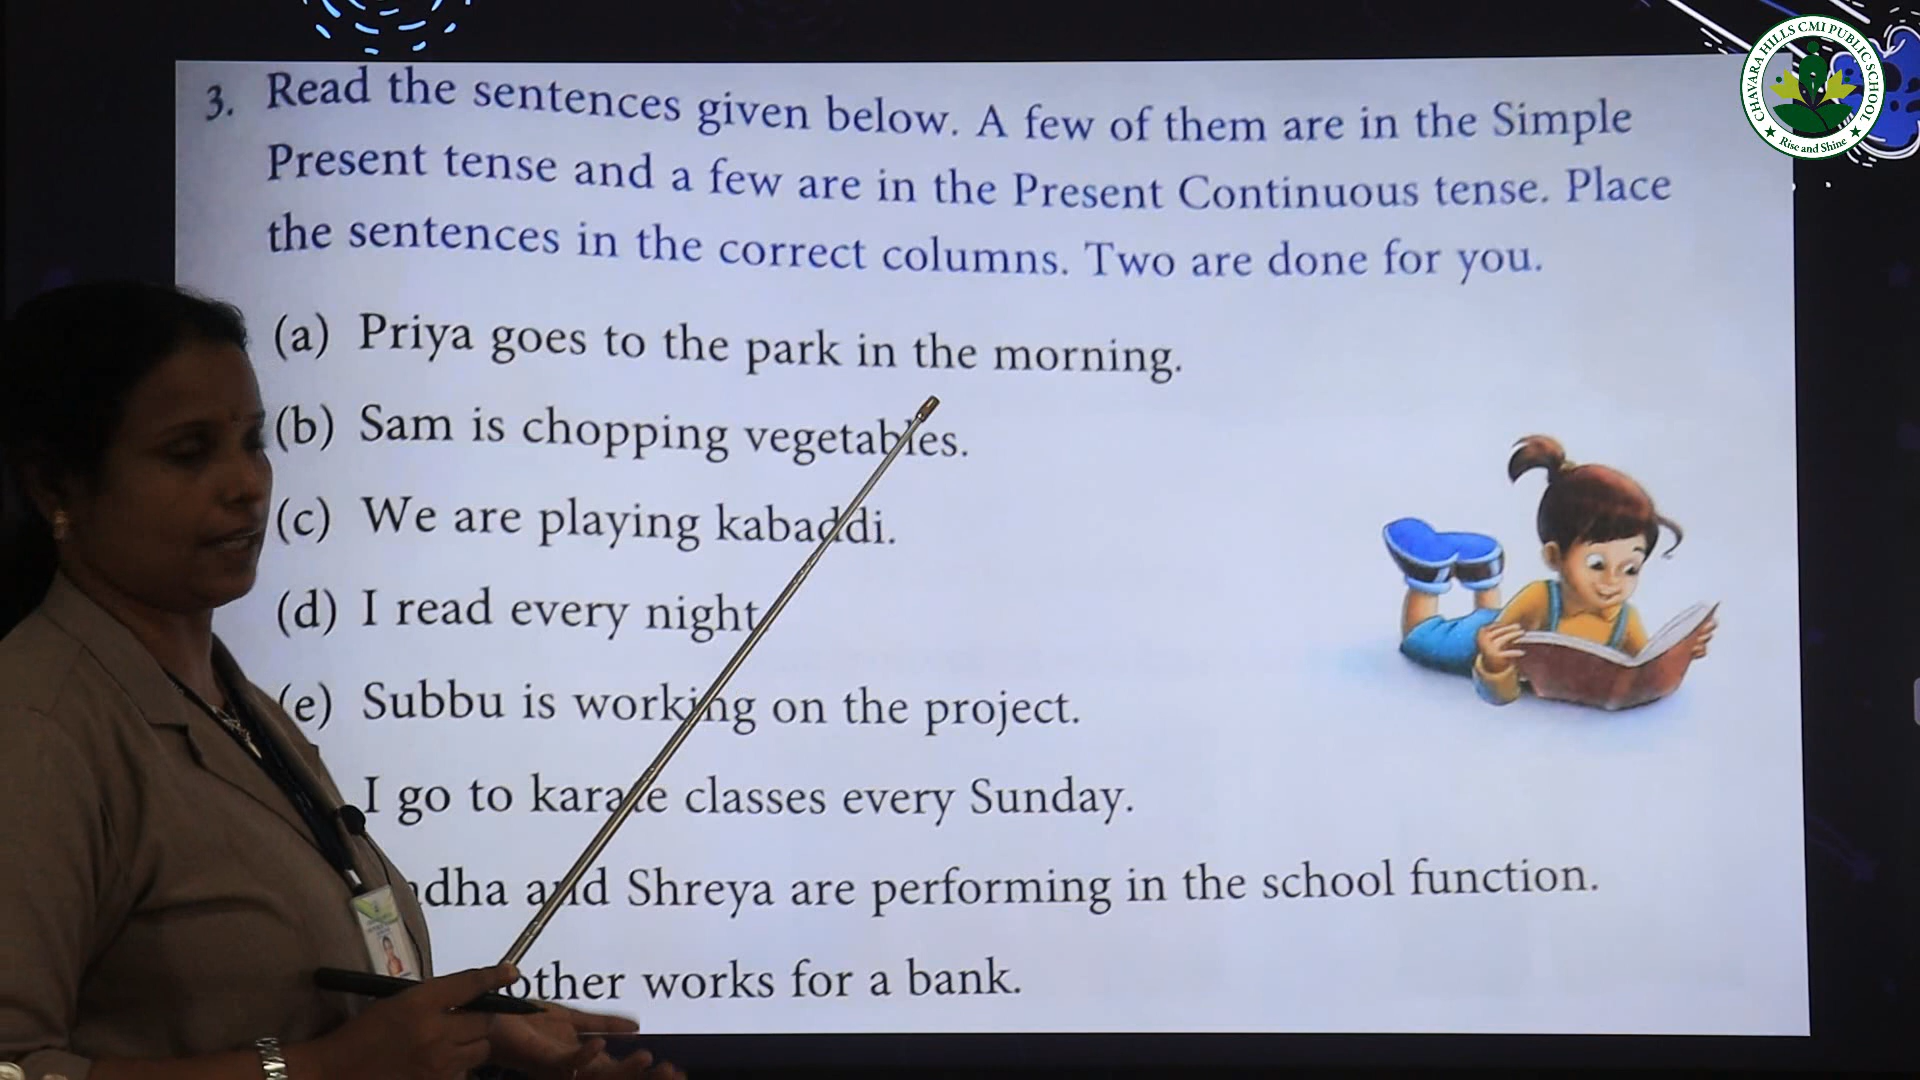 CHAVARA HILLS CMI PUBLIC SCHOOL
Rise and Shine
3. Read the sentences given below. A few of them are in the Simple
Present tense and a few are in the Present Continuous tense. Place
the sentences in the correct columns. Two are done for you.
(a) Priya goes to the park in the morning.
(b) Sam is chopping vegetables.
(c) We are playing kabaddi.
(d) I read every night
(e) Subbu is working on the project.
I go to karate classes every Sunday.
and Shreya are performing in the school function.
works for a bank.